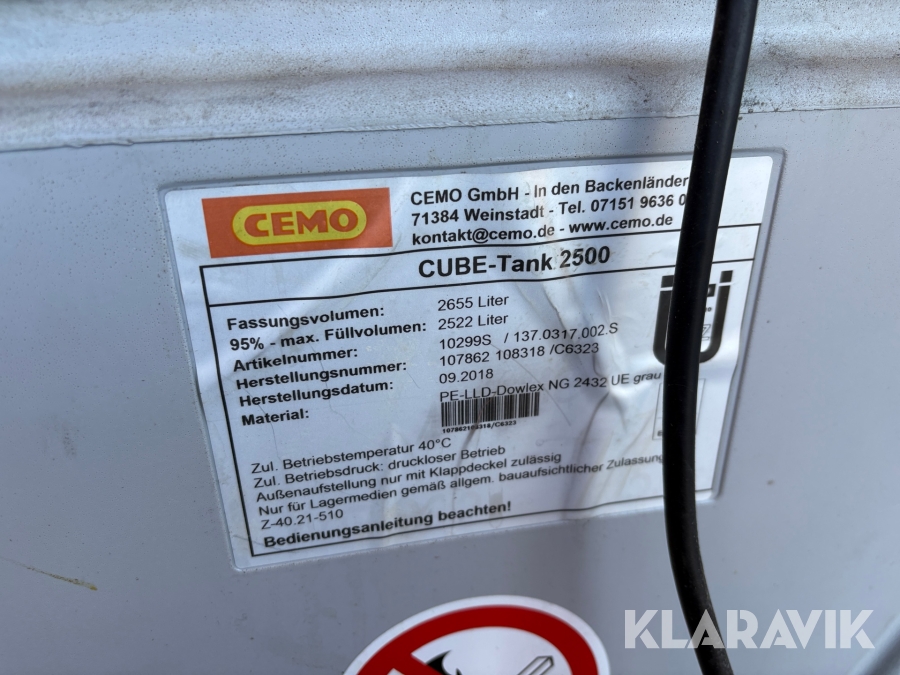 CEMO
CEMO GmbH - In den Backenländer
71384 Weinstadt - Tel. 07151 9636 0
kontakt@cemo.de - www.cemo.de
CUBE-Tank 2500
Fassungsvolumen: 2655 Liter
95% - max. Füllvolumen: 2522 Liter
Artikelnummer: 10299S / 137.0317.002.S
Herstellungsnummer: 107862 108318 /C6323
Herstellungsdatum: 09.2018
Material: PE-LLD-Dowlex NG 2432 UE grau
107862108318/C6323
Zul. Betriebstemperatur 40°C
Zul. Betriebsdruck: druckloser Betrieb
Außenaufstellung nur mit Klappdeckel zulässig
Nur für Lagermedien gemäß allgem. bauaufsichtlicher Zulassung
Z-40.21-510
Bedienungsanleitung beachten!
KLARAVIK